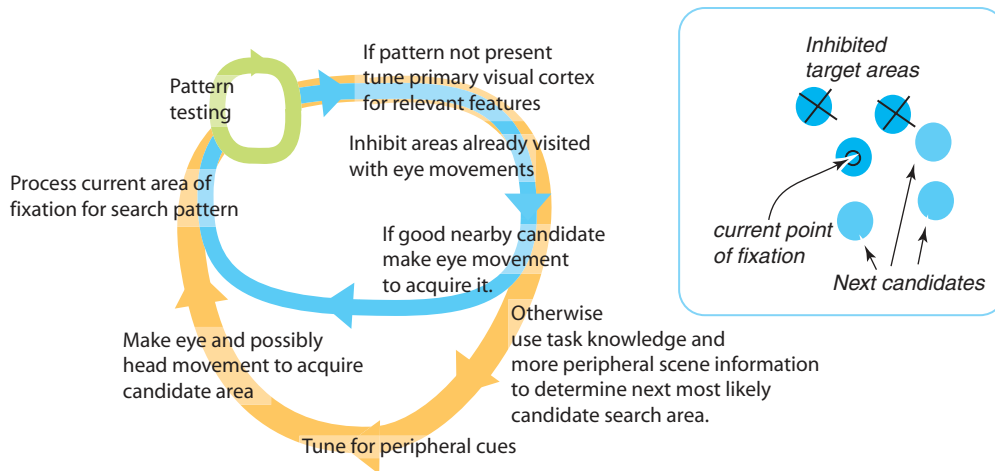 Pattern
testing
If pattern not present
tune primary visual cortex
for relevant features
Inhibit areas already visited
with eye movements
Process current area of
fixation for search pattern
If good nearby candidate
make eye movement
to acquire it.
Otherwise
use task knowledge and
more peripheral scene information
to determine next most likely
candidate search area.
Make eye and possibly
head movement to acquire
candidate area
Tune for peripheral cues
Inhibited
target areas
current point
of fixation
Next candidates